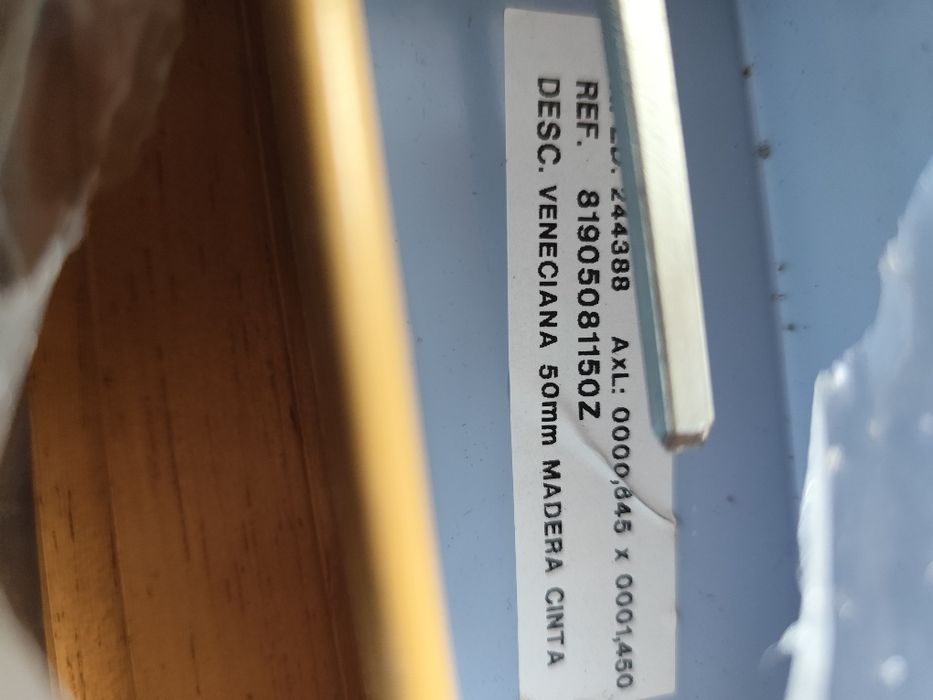 244388 AxL: 0000,645 x 0001,450
REF. 81905081150Z
DESC. VENECIANA 50mm MADERA CINTA